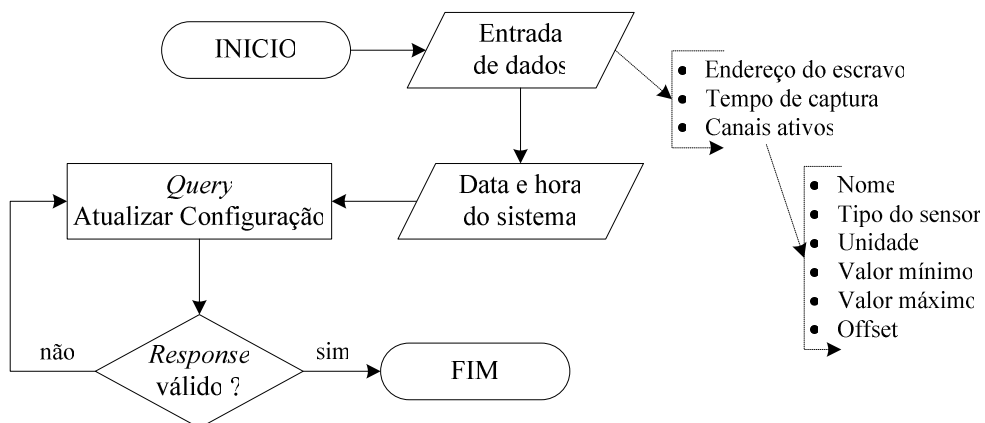 INICIO
Entrada
de dados
• Endereço do escravo
• Tempo de captura
• Canais ativos
• Nome
• Tipo do sensor
• Unidade
• Valor mínimo
• Valor máximo
• Offset
Data e hora
do sistema
Query
Atualizar Configuração
Response
válido ?
não
sim
FIM